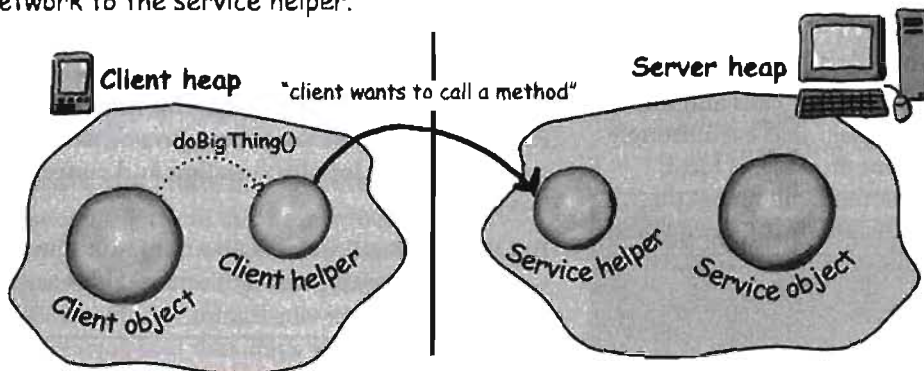 etwork to the service helper.
Client heap
"client wants to call a method"
Server heap
doBigThing()
Client object
Client helper
Service helper
Service object